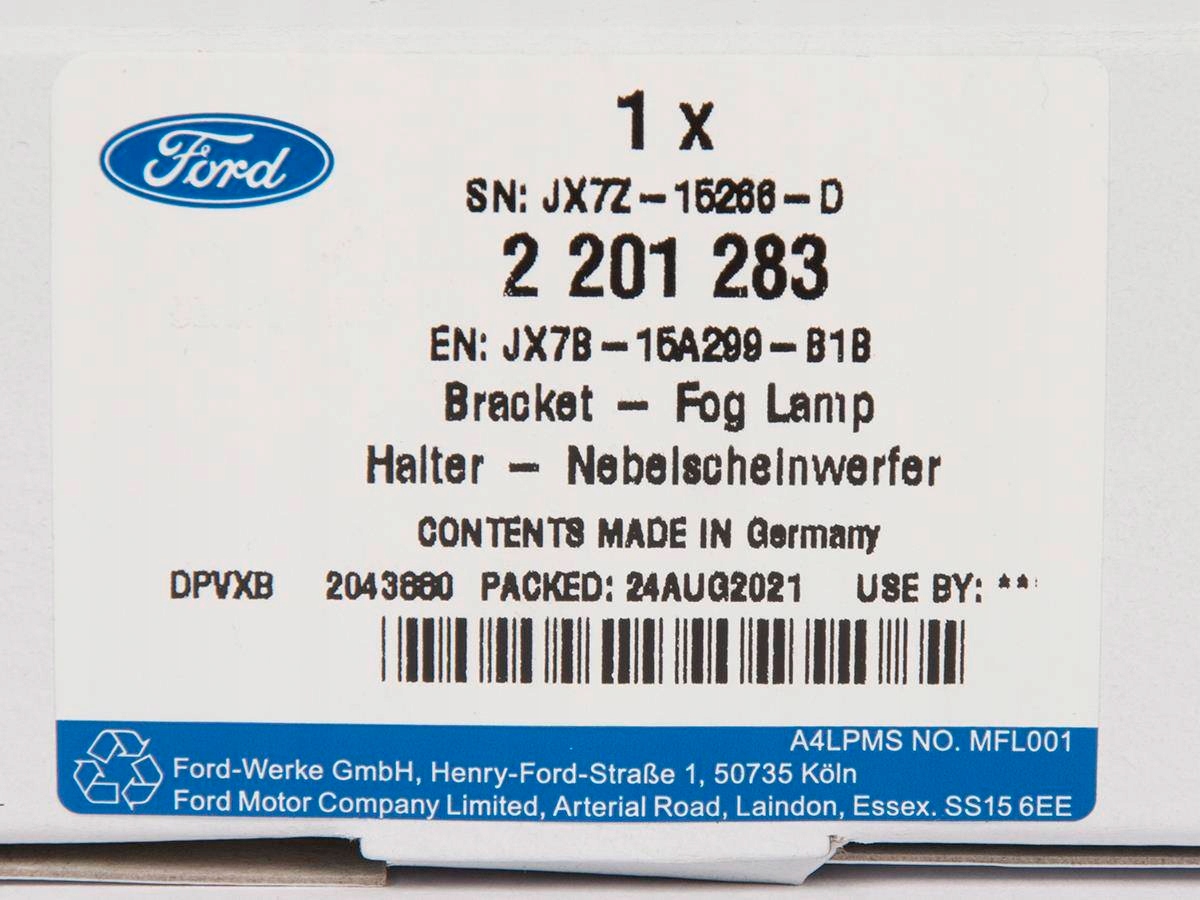 Ford
1 x
SN: JX7Z-15266-D
2 201 283
EN: JX7B-15A299-B1B
Bracket - Fog Lamp
Halter - Nebelscheinwerfer
CONTENTS MADE IN Germany
DPVXB 2043680 PACKED: 24AUG2021 USE BY: **
A4LPMS NO. MFL001
Ford-Werke GmbH, Henry-Ford-Straße 1, 50735 Köln
Ford Motor Company Limited, Arterial Road, Laindon, Essex. SS15 6EE